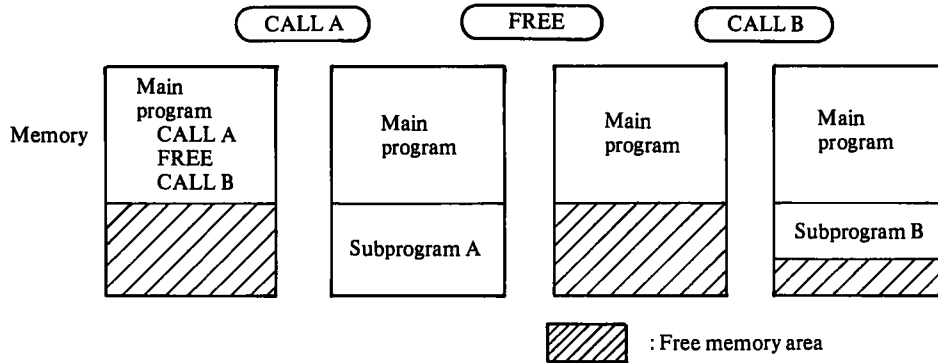 CALL A
FREE
CALL B
Memory
Main
program
CALL A
FREE
CALL B
Main
program
Subprogram A
Main
program
Main
program
Subprogram B
: Free memory area